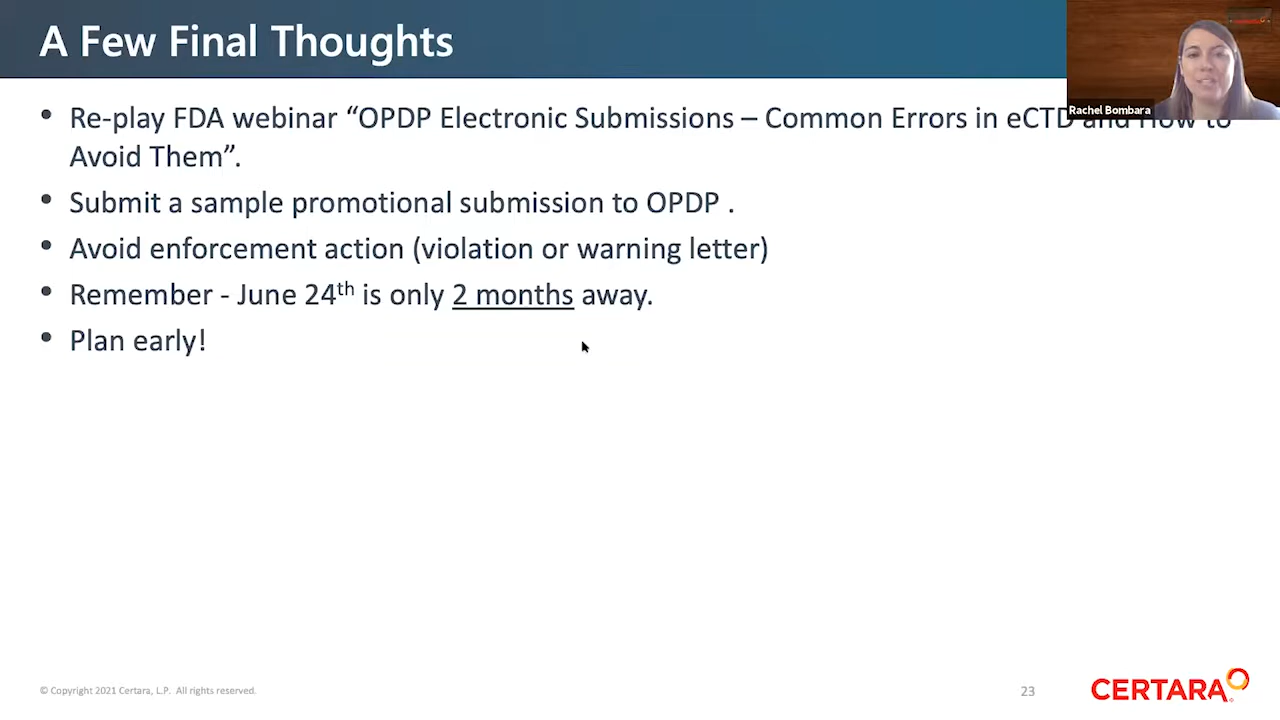 A Few Final Thoughts
Rachel Bombara
• Re-play FDA webinar “OPDP Electronic Submissions – Common Errors in eCTD and How to
Avoid Them”.
• Submit a sample promotional submission to OPDP .
• Avoid enforcement action (violation or warning letter)
• Remember - June 24th is only 2 months away.
• Plan early!
© Copyright 2021 Certara, L.P. All rights reserved.
23
CERTARA